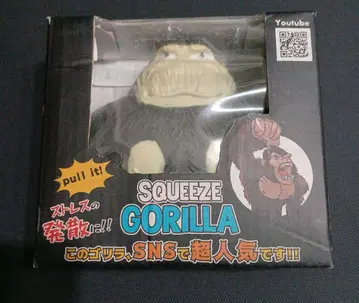 Youtube
pull it!
ストレスの
発散に!!
SQUEEZE
GORILLA
このゴリラ、SNSで超人気です!!!